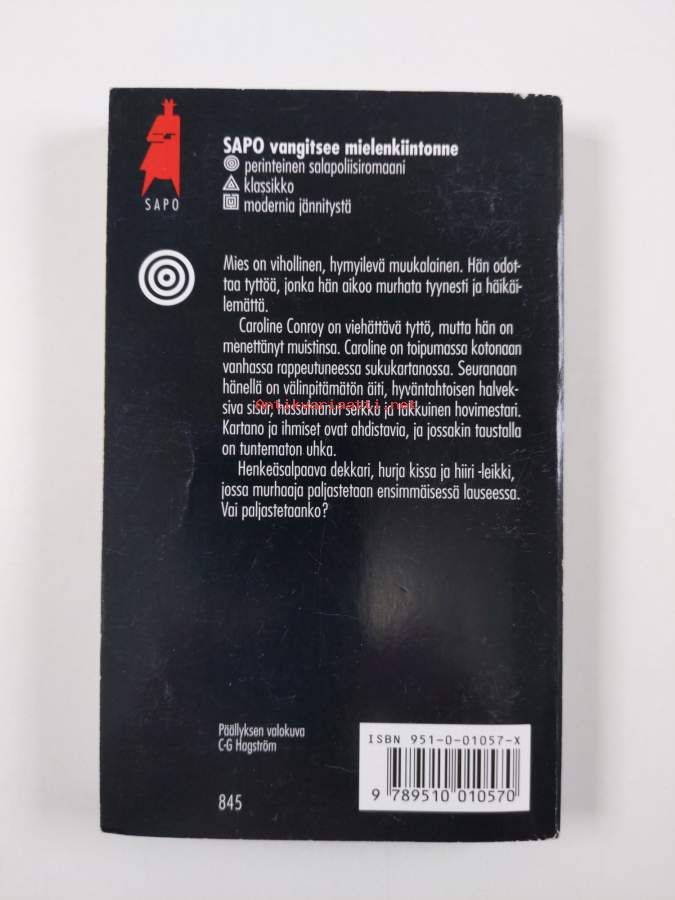 SAPO
SAPO vangitsee mielenkiintonne
perinteinen salapoliisiromaani
klassikko
modernia jännitystä
Mies on vihollinen, hymyilevä muukalainen. Hän odot-
taa tyttöä, jonka hän aikoo murhata tyynesti ja häikäi-
lemättä.
Caroline Conroy on viehättävä tyttö, mutta hän on
menettänyt muistinsa. Caroline on toipumassa kotonaan
vanhassa rappeutuneessa sukukartanossa. Seuranaan
hänellä on välinpitämätön äiti, hyväntahtoisen halvek-
siva sisar, hössöttänyt setä ja takkuinen hovimestari.
Antikvariaatti.net
Kartano ja ihmiset ovat ahdistavia, ja jossakin taustalla
on tuntematon uhka.
Henkeäsalpaava dekkari, hurja kissa ja hiiri -leikki,
jossa murhaaja paljastetaan ensimmäisessä lauseessa.
Vai paljastetaanko?
Päällyksen valokuva
C-G Hagström
845
ISBN 951-0-01057-X
9 789510 010570